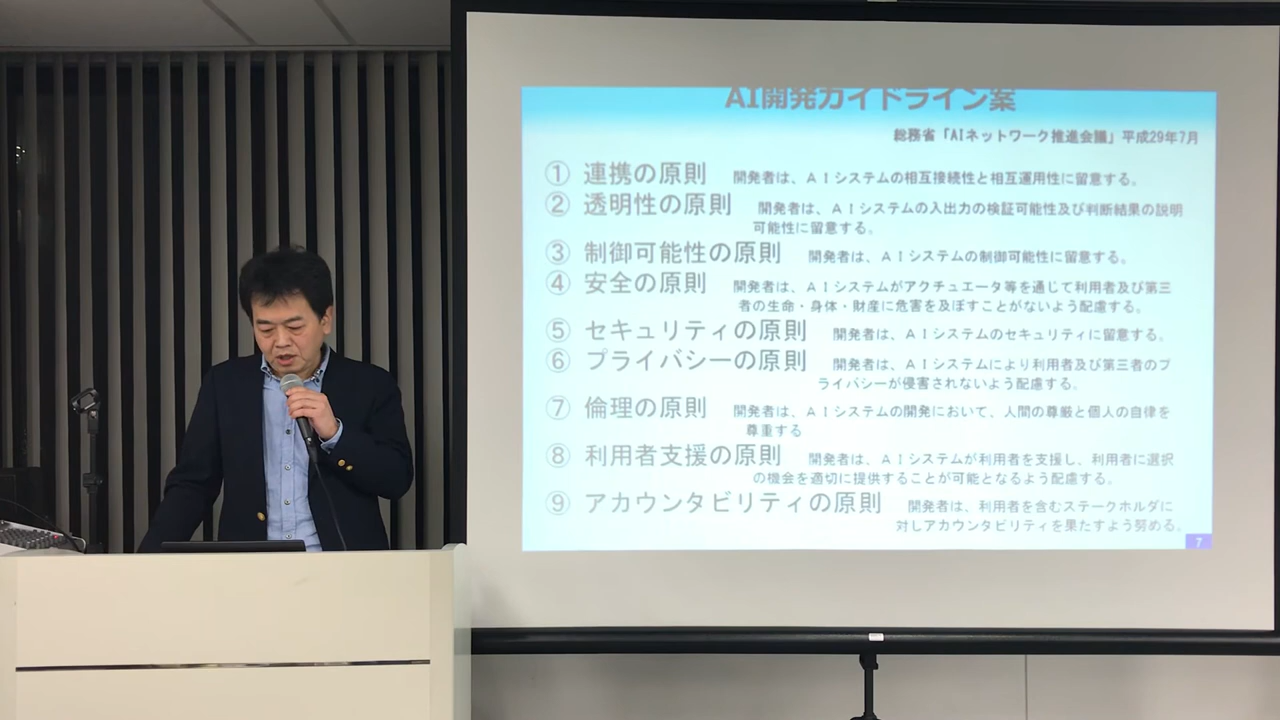 AI開発ガイドライン案
総務省「AIネットワーク推進会議」平成29年7月
① 連携の原則 開発者は、ＡＩシステムの相互接続性と相互運用性に留意する。
② 透明性の原則 開発者は、ＡＩシステムの入出力の検証可能性及び判断結果の説明
可能性に留意する。
③ 制御可能性の原則 開発者は、ＡＩシステムの制御可能性に留意する。
④ 安全の原則 開発者は、ＡＩシステムがアクチュエータ等を通じて利用者及び第三
者の生命・身体・財産に危害を及ぼすことがないよう配慮する。
⑤ セキュリティの原則 開発者は、ＡＩシステムのセキュリティに留意する。
⑥ プライバシーの原則 開発者は、ＡＩシステムにより利用者及び第三者のプ
ライバシーが侵害されないよう配慮する。
⑦ 倫理の原則 開発者は、ＡＩシステムの開発において、人間の尊厳と個人の自律を
尊重する
⑧ 利用者支援の原則 開発者は、ＡＩシステムが利用者を支援し、利用者に選択
の機会を適切に提供することが可能となるよう配慮する。
⑨ アカウンタビリティの原則 開発者は、利用者を含むステークホルダに
対しアカウンタビリティを果たすよう努める。
7